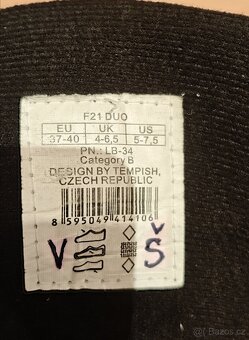 F21 DUO
EU UK US
37-40 4-6,5 5-7,5
PN.: LB-34
Category B
DESIGN BY TEMPISH,
CZECH REPUBLIC
8 595049 414106
V Š